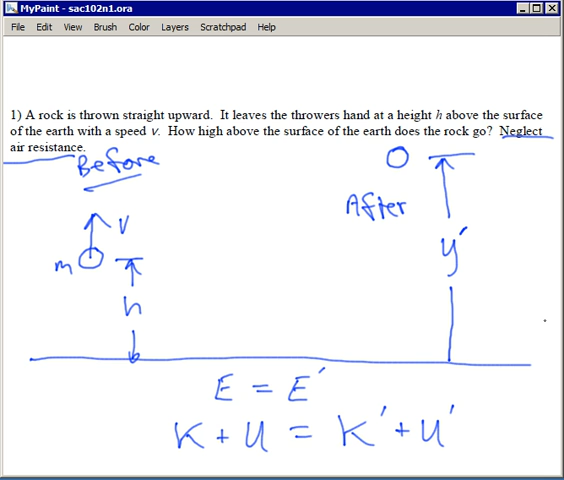 MyPaint - sac102n1.ora
File Edit View Brush Color Layers Scratchpad Help
1) A rock is thrown straight upward. It leaves the throwers hand at a height h above the surface
of the earth with a speed v. How high above the surface of the earth does the rock go? Neglect
air resistance.
Before
After
v
m
h
y′
E = E′
K + U = K′ + U′